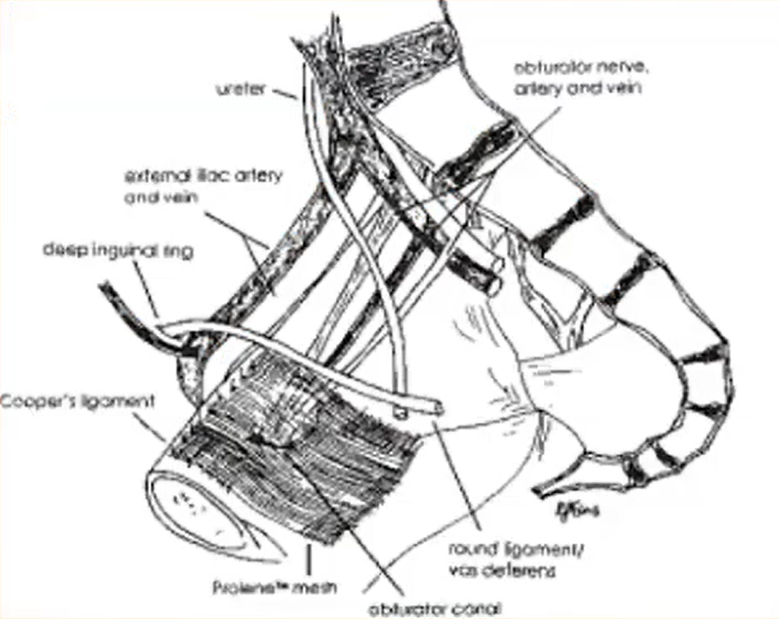 obturator nerve,
artery and vein
ureter
external iliac artery
and vein
deep inguinal ring
Cooper's ligament
round ligament/
vas deferens
Prolene™ mesh
obturator canal